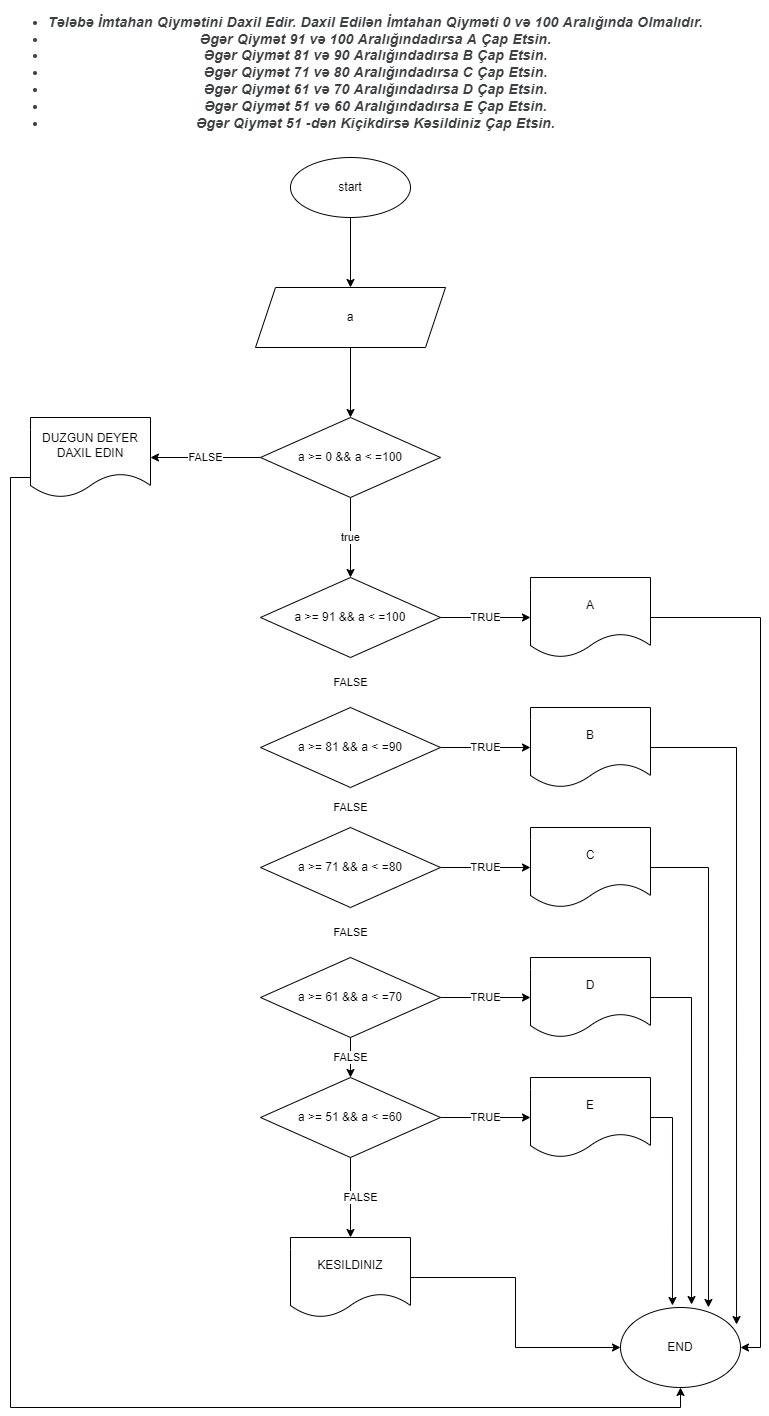 • Tələbə İmtahan Qiymətini Daxil Edir. Daxil Edilən İmtahan Qiyməti 0 və 100 Aralığında Olmalıdır.
• Əgər Qiymət 91 və 100 Aralığındadırsa A Çap Etsin.
• Əgər Qiymət 81 və 90 Aralığındadırsa B Çap Etsin.
• Əgər Qiymət 71 və 80 Aralığındadırsa C Çap Etsin.
• Əgər Qiymət 61 və 70 Aralığındadırsa D Çap Etsin.
• Əgər Qiymət 51 və 60 Aralığındadırsa E Çap Etsin.
• Əgər Qiymət 51 -dən Kiçikdirsə Kəsildiniz Çap Etsin.
start
a
DUZGUN DEYER
DAXIL EDIN
FALSE
a >= 0 && a < =100
true
a >= 91 && a < =100
TRUE
A
FALSE
a >= 81 && a < =90
TRUE
B
FALSE
a >= 71 && a < =80
TRUE
C
FALSE
a >= 61 && a < =70
TRUE
D
FALSE
a >= 51 && a < =60
TRUE
E
FALSE
KESILDINIZ
END